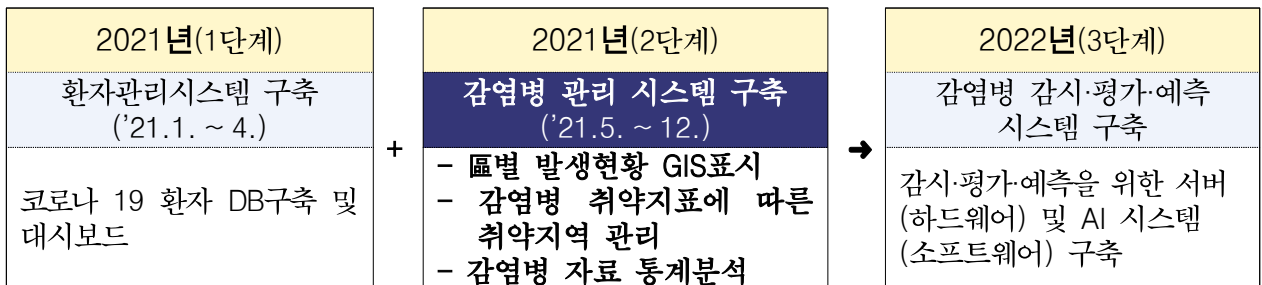 2021년(1단계)
환자관리시스템 구축
('21.1. ~ 4.)
코로나 19 환자 DB구축 및
대시보드
+
2021년(2단계)
감염병 관리 시스템 구축
('21.5. ~ 12.)
- 區별 발생현황 GIS표시
- 감염병 취약지표에 따른
취약지역 관리
- 감염병 자료 통계분석
➜
2022년(3단계)
감염병 감시·평가·예측
시스템 구축
감시·평가·예측을 위한 서버
(하드웨어) 및 AI 시스템
(소프트웨어) 구축